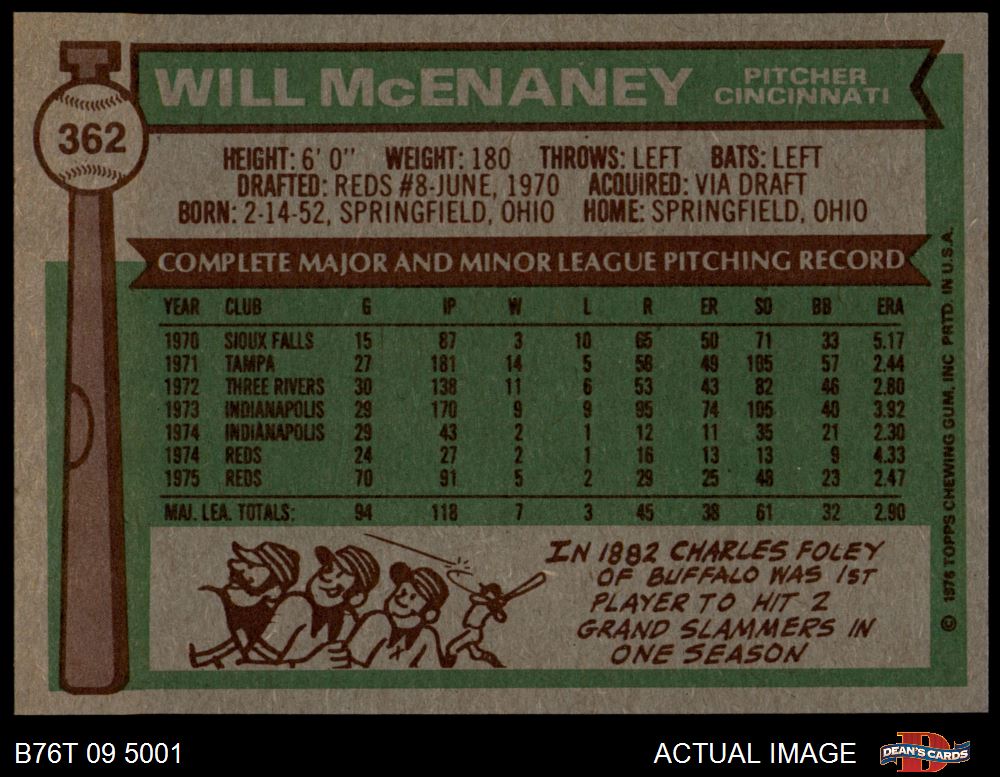 WILL McENANEY
PITCHER
CINCINNATI
362
HEIGHT: 6' 0" WEIGHT: 180 THROWS: LEFT BATS: LEFT
DRAFTED: REDS #8-JUNE, 1970 ACQUIRED: VIA DRAFT
BORN: 2-14-52, SPRINGFIELD, OHIO HOME: SPRINGFIELD, OHIO
COMPLETE MAJOR AND MINOR LEAGUE PITCHING RECORD
YEAR CLUB G IP W L R ER SO BB ERA
1970 SIOUX FALLS 15 87 3 10 65 50 71 33 5.17
1971 TAMPA 27 181 14 5 58 49 105 57 2.44
1972 THREE RIVERS 30 138 11 6 53 43 82 46 2.80
1973 INDIANAPOLIS 29 170 9 9 95 74 105 40 3.92
1974 INDIANAPOLIS 29 43 2 1 12 11 35 21 2.30
1974 REDS 24 27 2 1 16 13 13 9 4.33
1975 REDS 70 91 5 2 29 25 48 23 2.47
MAJ. LEA. TOTALS: 94 118 7 3 45 38 61 32 2.90
IN 1882 CHARLES FOLEY
OF BUFFALO WAS 1ST
PLAYER TO HIT 2
GRAND SLAMMERS IN
ONE SEASON
© 1976 TOPPS CHEWING GUM, INC PRTD. IN U.S.A.
B76T 09 5001
ACTUAL IMAGE
D
DEAN'S CARDS